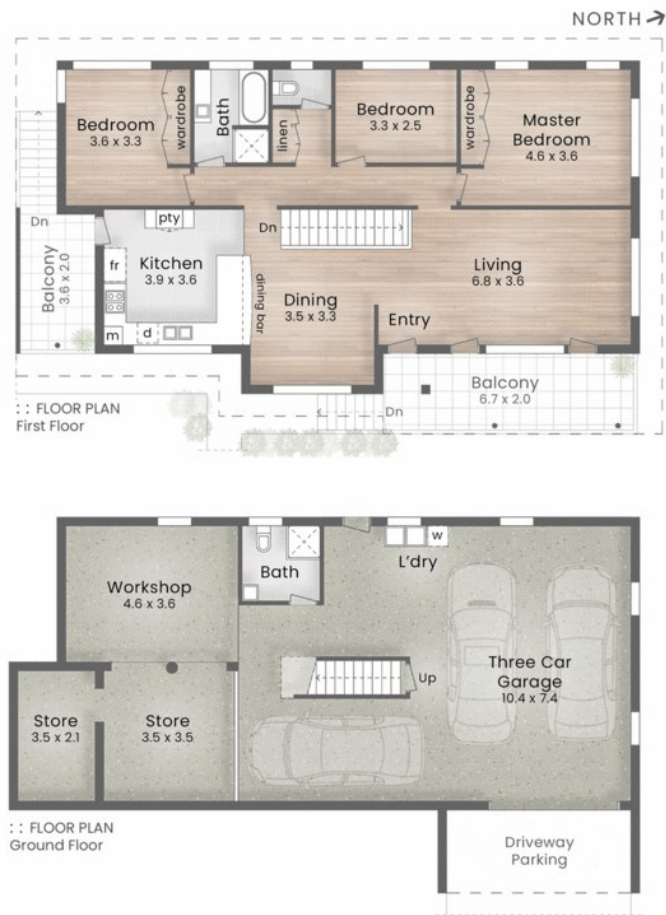 NORTH
Bedroom
3.6 x 3.3
wardrobe
Bath
linen
Bedroom
3.3 x 2.5
wardrobe
Master
Bedroom
4.6 x 3.6
Dn
Balcony
3.6 x 2.0
pty
fr
Kitchen
3.9 x 3.6
m
d
dining bar
Dn
Dining
3.5 x 3.3
Living
6.8 x 3.6
Entry
Balcony
6.7 x 2.0
Dn
:: FLOOR PLAN
First Floor
Workshop
4.6 x 3.6
Bath
w
L'dry
Up
Three Car
Garage
10.4 x 7.4
Store
3.5 x 2.1
Store
3.5 x 3.5
:: FLOOR PLAN
Ground Floor
Driveway
Parking